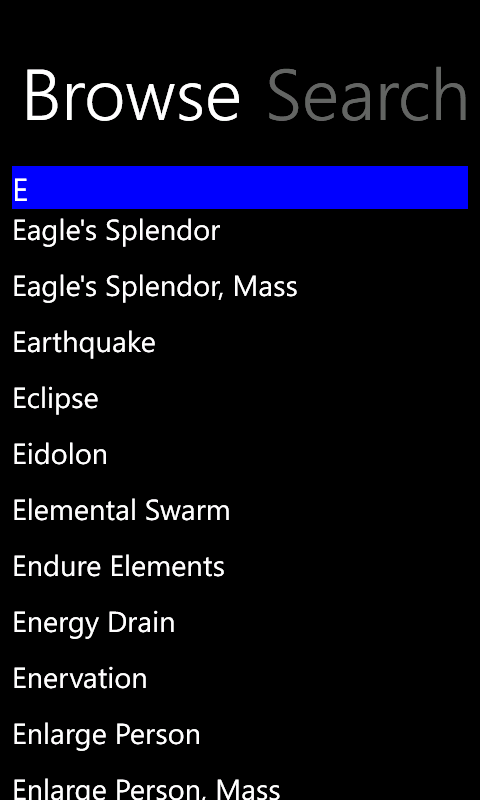 Browse Search
E
Eagle's Splendor
Eagle's Splendor, Mass
Earthquake
Eclipse
Eidolon
Elemental Swarm
Endure Elements
Energy Drain
Enervation
Enlarge Person
Enlarge Person, Mass